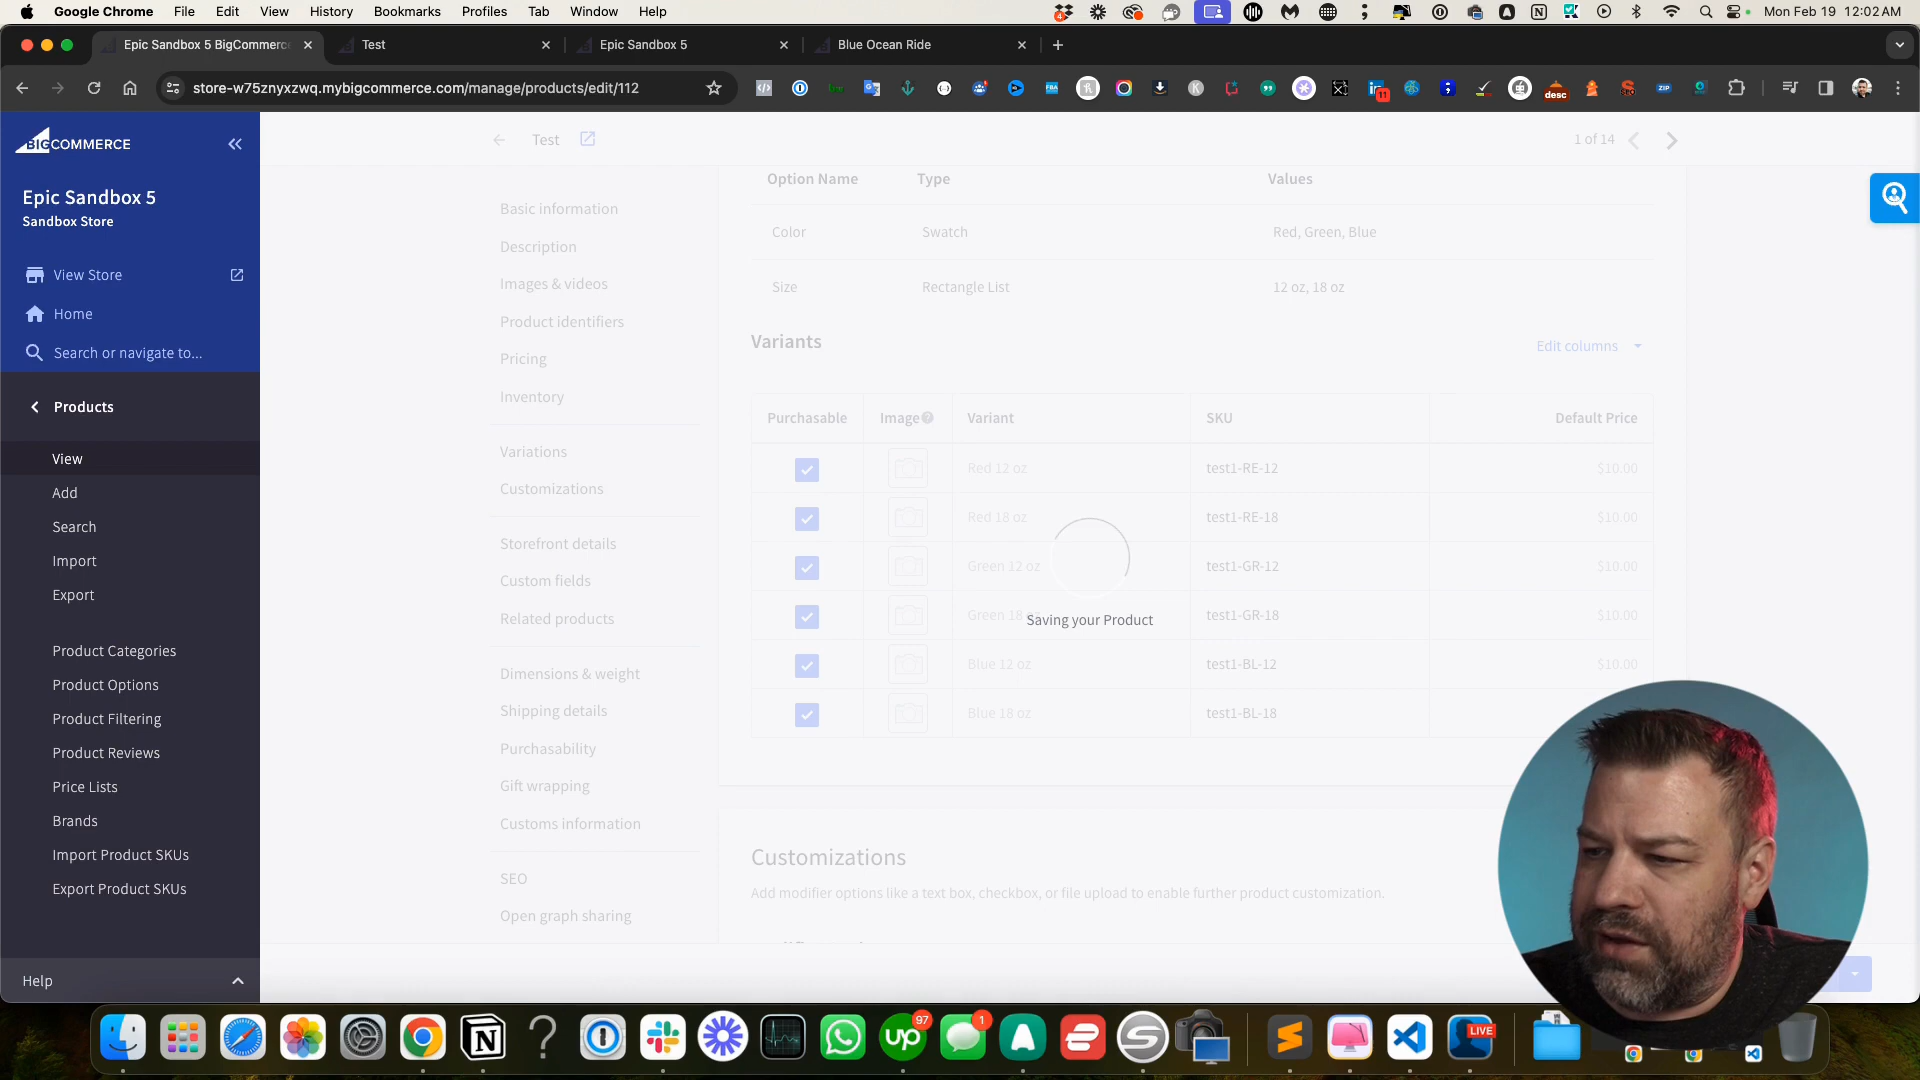 Google Chrome File Edit View History Bookmarks Profiles Tab Window Help
Mon Feb 19 12:02 AM
Epic Sandbox 5 BigCommerc
Test
Epic Sandbox 5
Blue Ocean Ride
store-w75znyxzwq.mybigcommerce.com/manage/products/edit/112
BIGCOMMERCE
Epic Sandbox 5
Sandbox Store
View Store
Home
Search or navigate to...
Products
View
Add
Search
Import
Export
Product Categories
Product Options
Product Filtering
Product Reviews
Price Lists
Brands
Import Product SKUs
Export Product SKUs
Help
Test
1 of 14
Basic information
Description
Images & videos
Product identifiers
Pricing
Inventory
Variations
Customizations
Storefront details
Custom fields
Related products
Dimensions & weight
Shipping details
Purchasability
Gift wrapping
Customs information
SEO
Open graph sharing
Option Name Type Values
Color Swatch Red, Green, Blue
Size Rectangle List 12 oz, 18 oz
Variants
Edit columns
Purchasable Image Variant SKU Default Price
Red 12 oz test1-RE-12 $10.00
Red 18 oz test1-RE-18 $10.00
Green 12 oz test1-GR-12 $10.00
Green 18 oz test1-GR-18 $10.00
Saving your Product
Blue 12 oz test1-BL-12 $10.00
Blue 18 oz test1-BL-18
Customizations
Add modifier options like a text box, checkbox, or file upload to enable further product customization.
97
1
LIVE